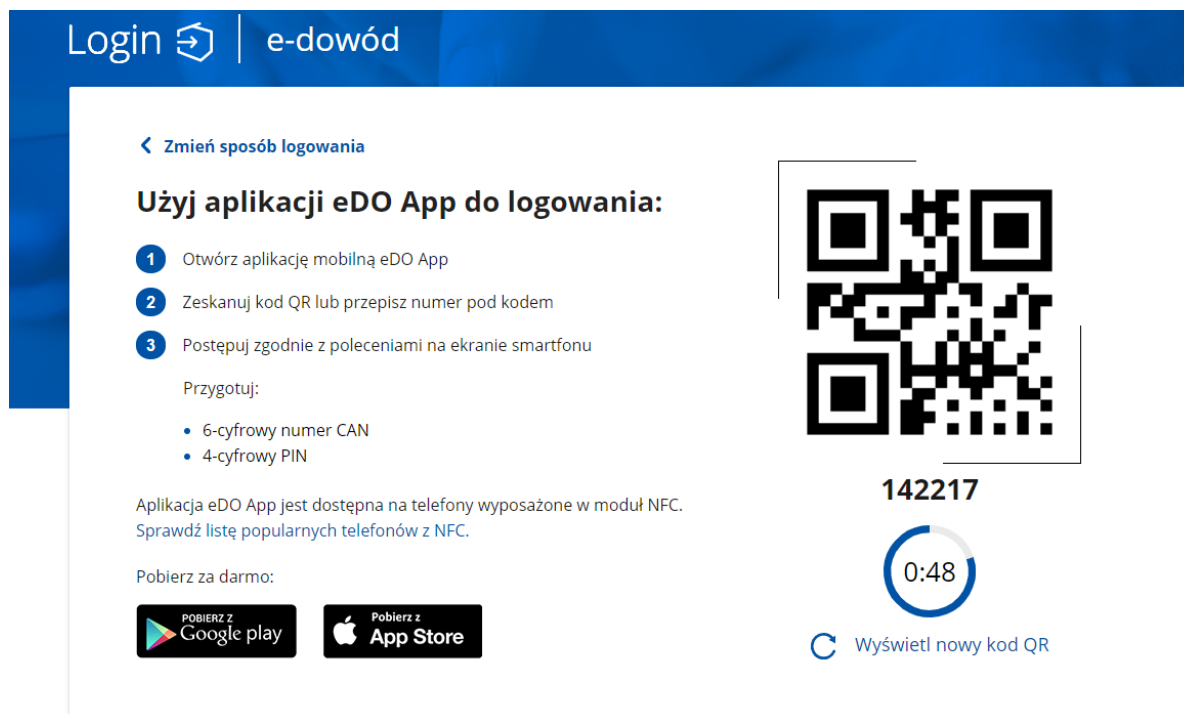 Login e-dowód
Zmień sposób logowania
Użyj aplikacji eDO App do logowania:
1 Otwórz aplikację mobilną eDO App
2 Zeskanuj kod QR lub przepisz numer pod kodem
3 Postępuj zgodnie z poleceniami na ekranie smartfonu
Przygotuj:
• 6-cyfrowy numer CAN
• 4-cyfrowy PIN
Aplikacja eDO App jest dostępna na telefony wyposażone w moduł NFC.
Sprawdź listę popularnych telefonów z NFC.
Pobierz za darmo:
POBIERZ Z
Google play
Pobierz z
App Store
142217
0:48
Wyświetl nowy kod QR